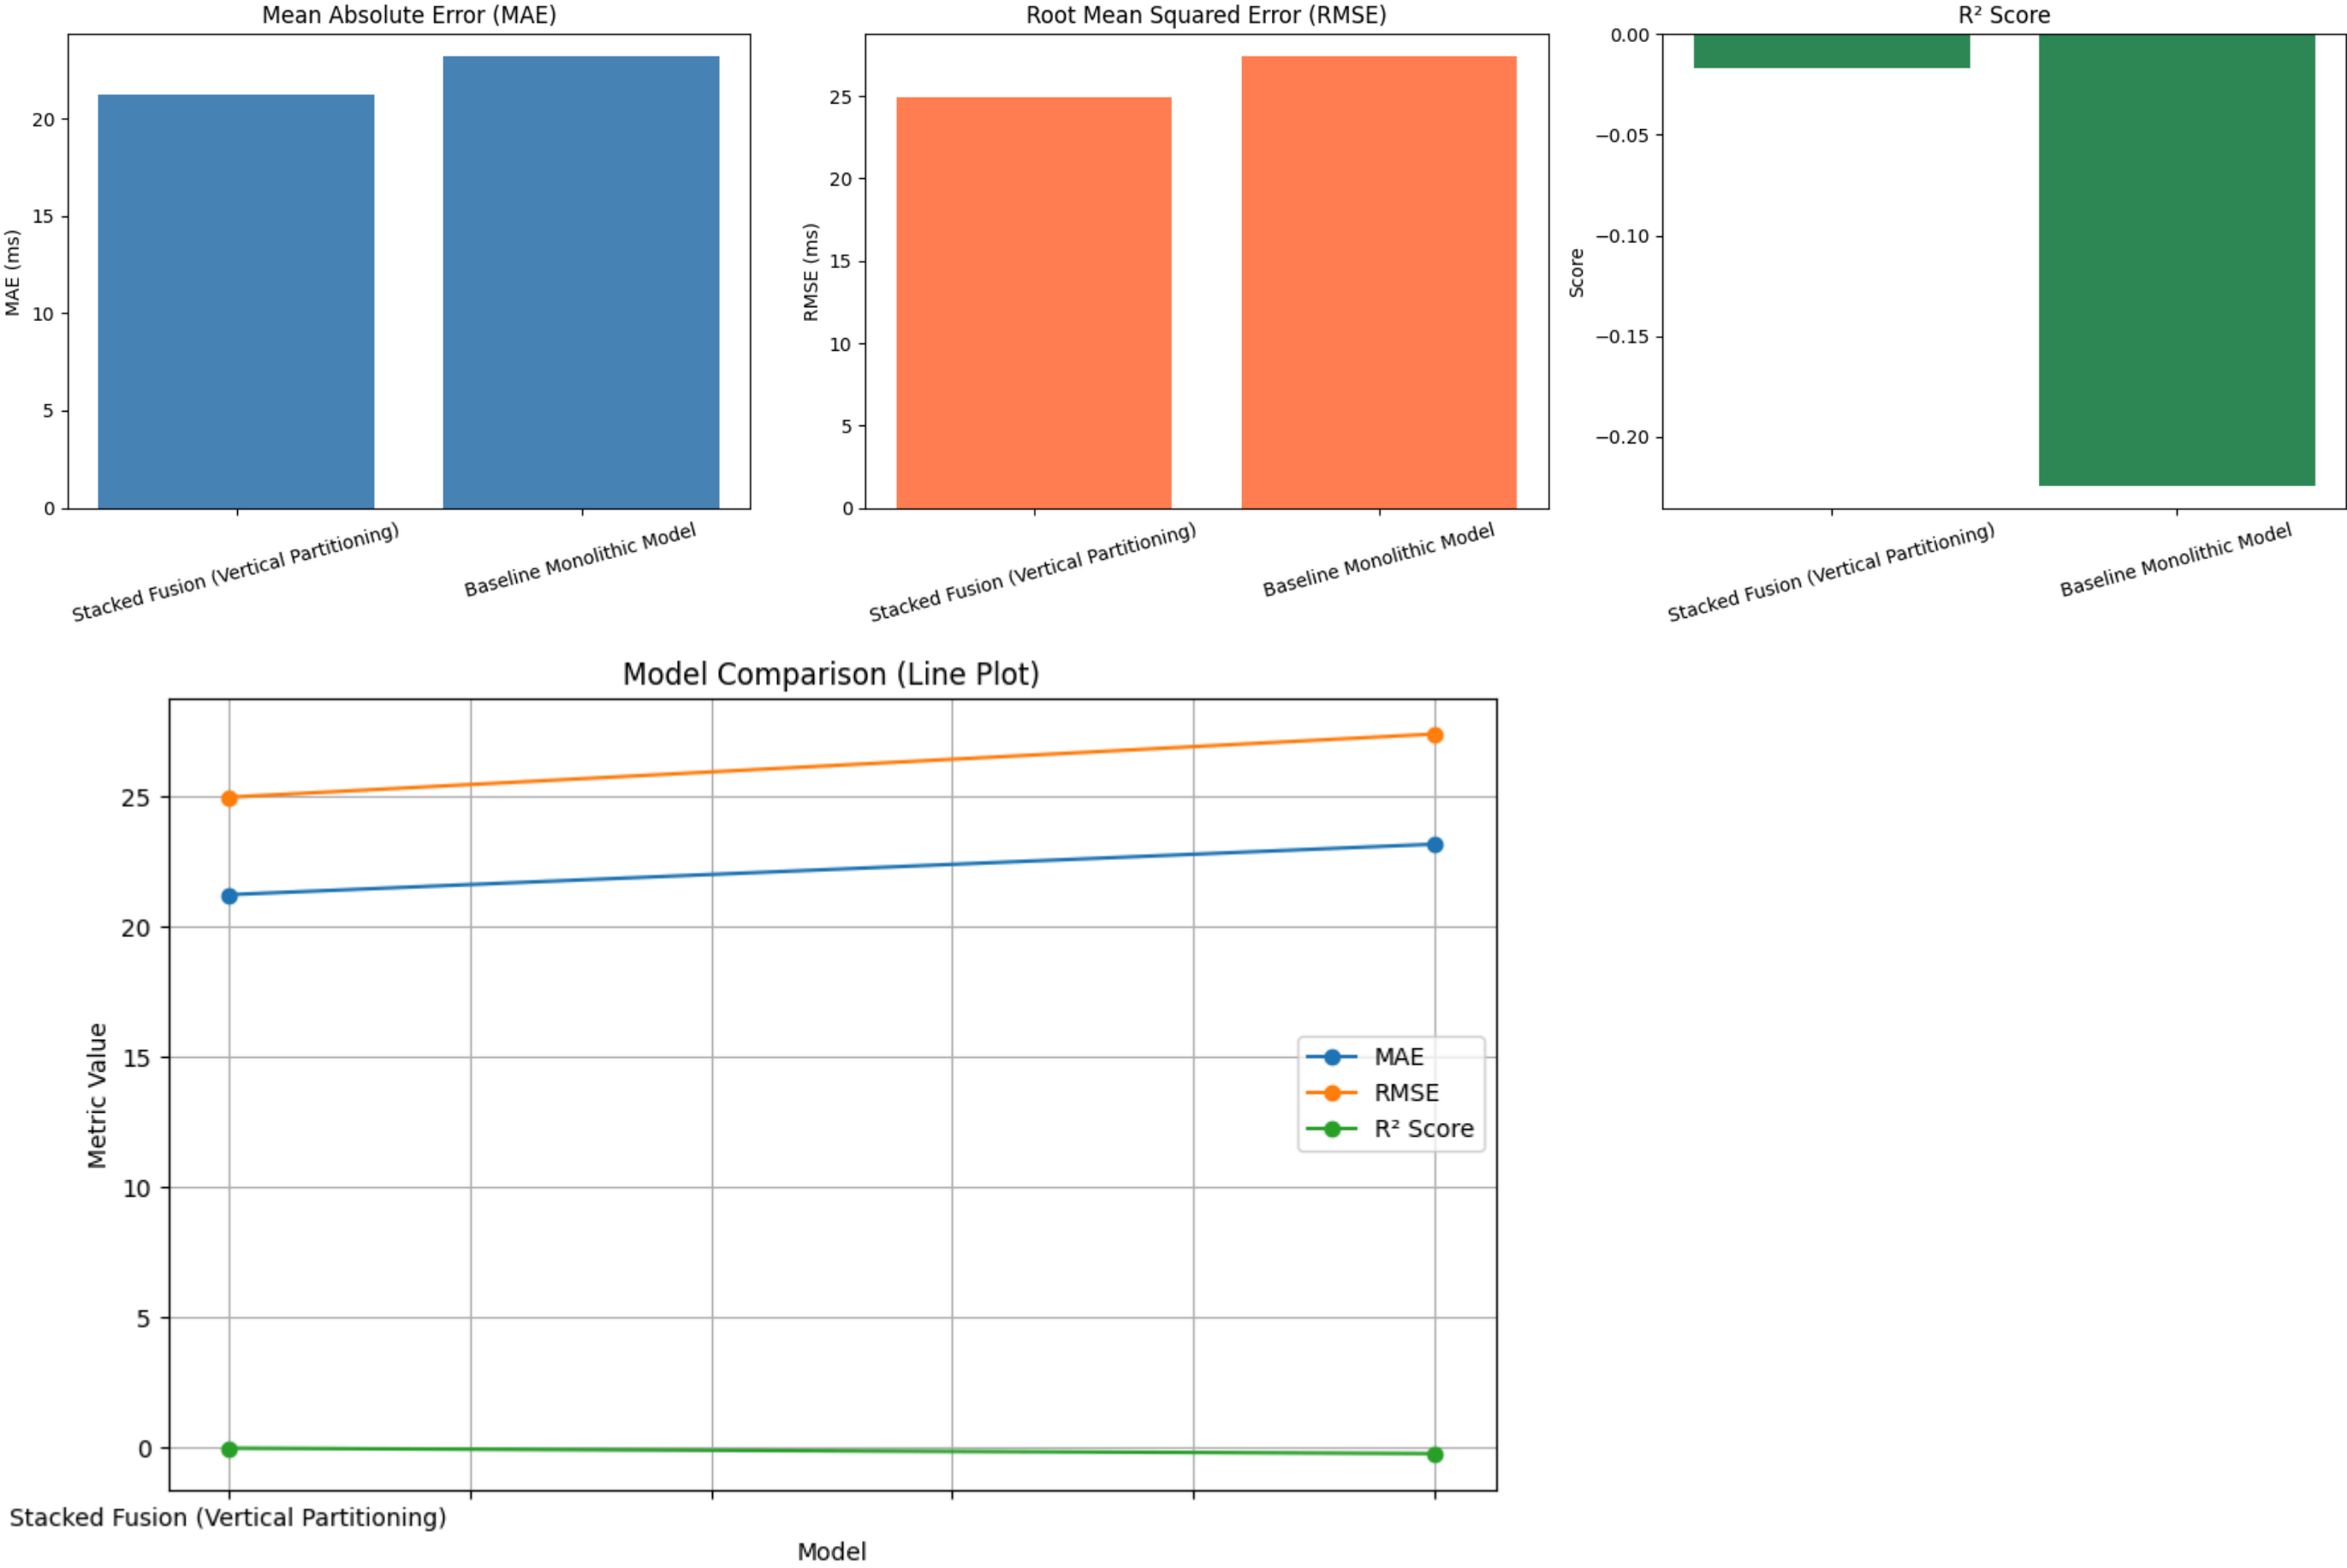 Mean Absolute Error (MAE)
MAE (ms)
20
15
10
5
0
Stacked Fusion (Vertical Partitioning)
Baseline Monolithic Model
Root Mean Squared Error (RMSE)
RMSE (ms)
25
20
15
10
5
0
Stacked Fusion (Vertical Partitioning)
Baseline Monolithic Model
R² Score
Score
0.00
−0.05
−0.10
−0.15
−0.20
Stacked Fusion (Vertical Partitioning)
Baseline Monolithic Model
Model Comparison (Line Plot)
Metric Value
25
20
15
10
5
0
MAE
RMSE
R² Score
Stacked Fusion (Vertical Partitioning)
Model